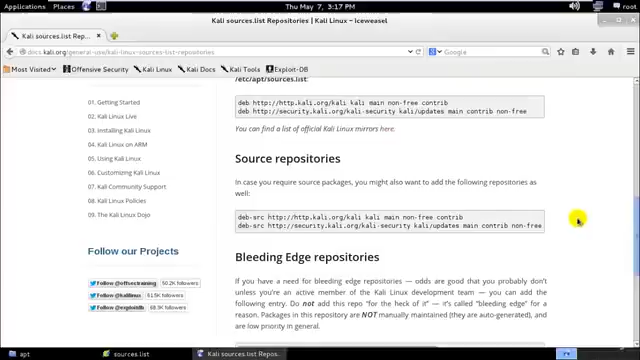 Applications Places Thu May 7, 3:17 PM root
Kali sources.list Repositories | Kali Linux - Iceweasel
Kali sources.list Repos...
docs.kali.org/general-use/kali-linux-sources-list-repositories
Google
Most Visited Offensive Security Kali Linux Kali Docs Kali Tools Exploit-DB
01. Getting Started
02. Kali Linux Live
03. Installing Kali Linux
04. Kali Linux on ARM
05. Using Kali Linux
06. Customizing Kali Linux
07. Kali Community Support
08. Kali Linux Policies
09. The Kali Linux Dojo
Follow our Projects
Follow @offsectraining 50.2K followers
Follow @kalilinux 91.5K followers
Follow @exploitdb 68.3K followers
/etc/apt/sources.list:
deb http://http.kali.org/kali kali main non-free contrib
deb http://security.kali.org/kali-security kali/updates main contrib non-free
You can find a list of official Kali Linux mirrors here.
Source repositories
In case you require source packages, you might also want to add the following repositories as
well:
deb-src http://http.kali.org/kali kali main non-free contrib
deb-src http://security.kali.org/kali-security kali/updates main contrib non-free
Bleeding Edge repositories
If you have a need for bleeding edge repositories — odds are good that you probably don't
unless you're an active member of the Kali Linux development team — you can add the
following entry. Do not add this repo "for the heck of it" — it's called "bleeding edge" for a
reason. Packages in this repository are NOT manually maintained (they are auto-generated), and
are low priority in general.
apt sources.list Kali sources.list Repos...